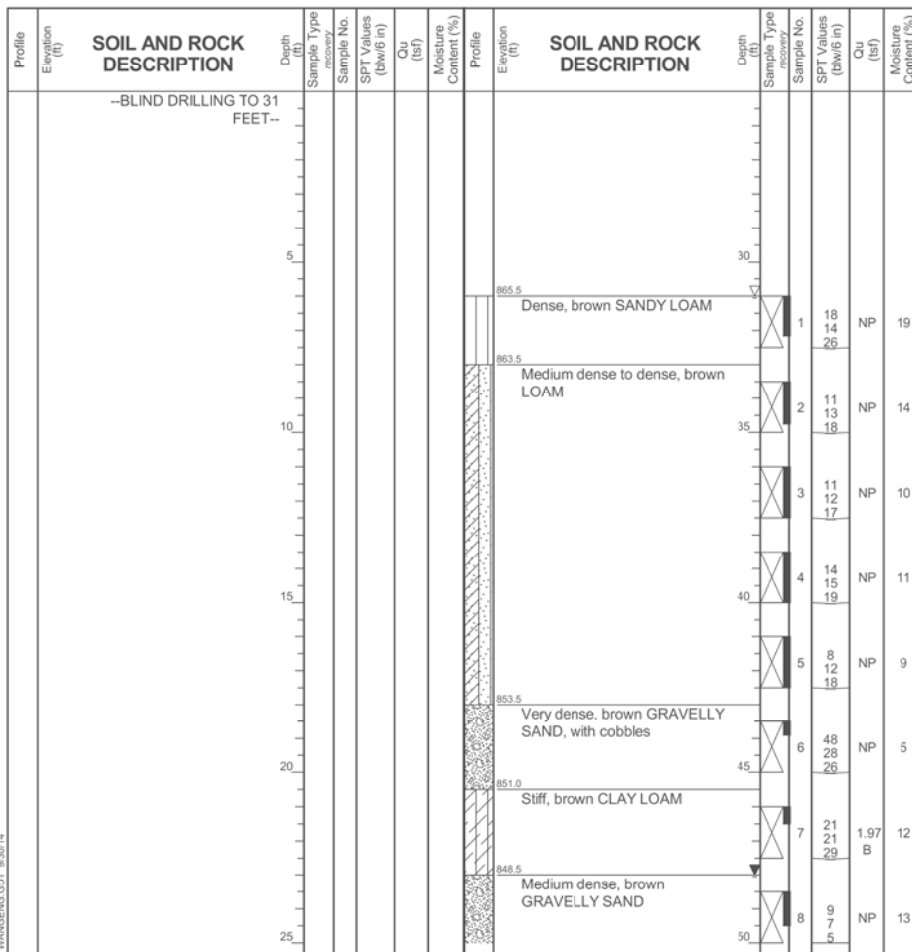 Profile
Elevation
(ft)
SOIL AND ROCK
DESCRIPTION
Depth
(ft)
Sample Type
recovery
Sample No.
SPT Values
(blw/6 in)
Qu
(tsf)
Moisture
Content (%)
Profile
Elevation
(ft)
SOIL AND ROCK
DESCRIPTION
Depth
(ft)
Sample Type
recovery
Sample No.
SPT Values
(blw/6 in)
Qu
(tsf)
Moisture
Content (%)
--BLIND DRILLING TO 31
FEET--
5
10
15
20
25
30
865.5
Dense, brown SANDY LOAM
1
18
14
26
NP
19
863.5
Medium dense to dense, brown
LOAM
2
11
13
18
NP
14
35
3
11
12
17
NP
10
4
14
15
19
NP
11
40
5
8
12
18
NP
9
853.5
Very dense, brown GRAVELLY
SAND, with cobbles
6
48
28
26
NP
5
45
851.0
Stiff, brown CLAY LOAM
7
21
21
29
1.97
B
12
848.5
Medium dense, brown
GRAVELLY SAND
8
9
7
5
NP
13
50